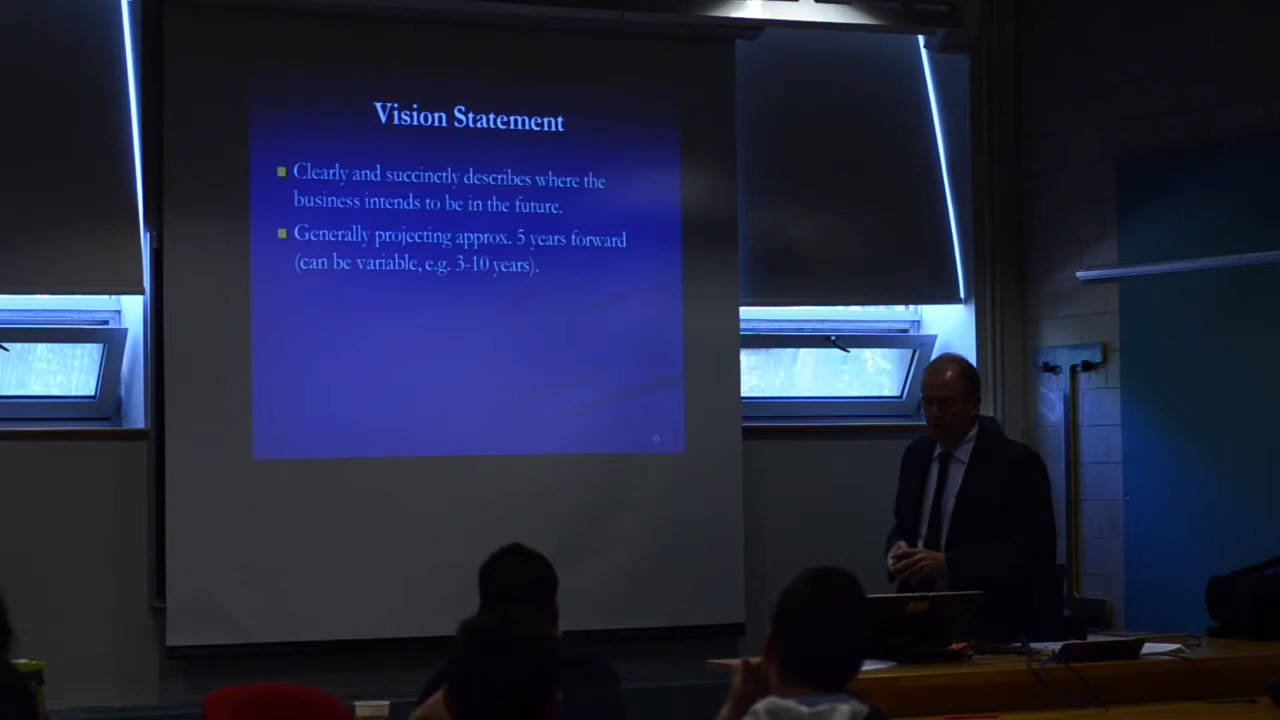 Vision Statement
Clearly and succinctly describes where the
business intends to be in the future.
Generally projecting approx. 5 years forward
(can be variable, e.g. 3-10 years).